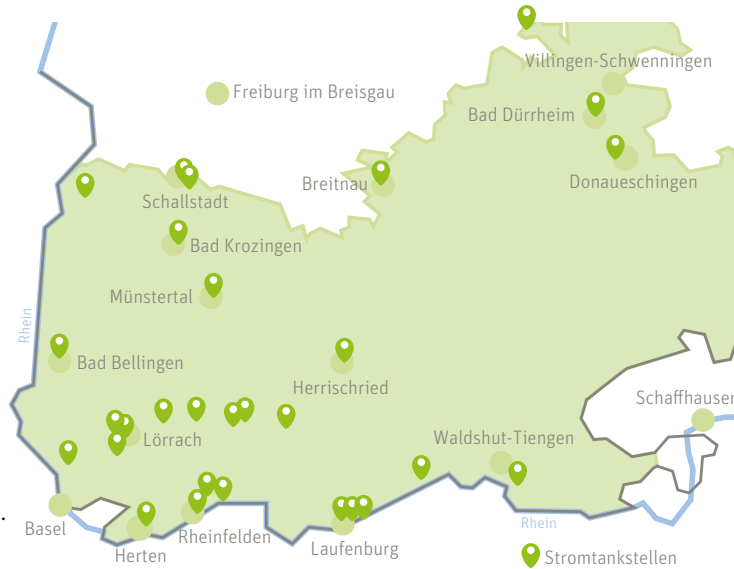 Villingen-Schwenningen
Freiburg im Breisgau
Bad Dürrheim
Breitnau
Donaueschingen
Schallstadt
Bad Krozingen
Münstertal
Rhein
Bad Bellingen
Herrischried
Schaffhausen
Lörrach
Waldshut-Tiengen
.
Basel
Rheinfelden
Rhein
Herten
Laufenburg
Stromtankstellen